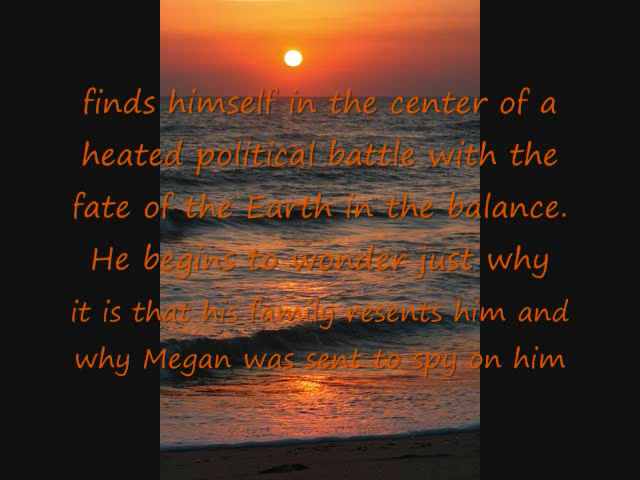 finds himself in the center of a
heated political battle with the
fate of the Earth in the balance.
He begins to wonder just why
it is that his family resents him and
why Megan was sent to spy on him